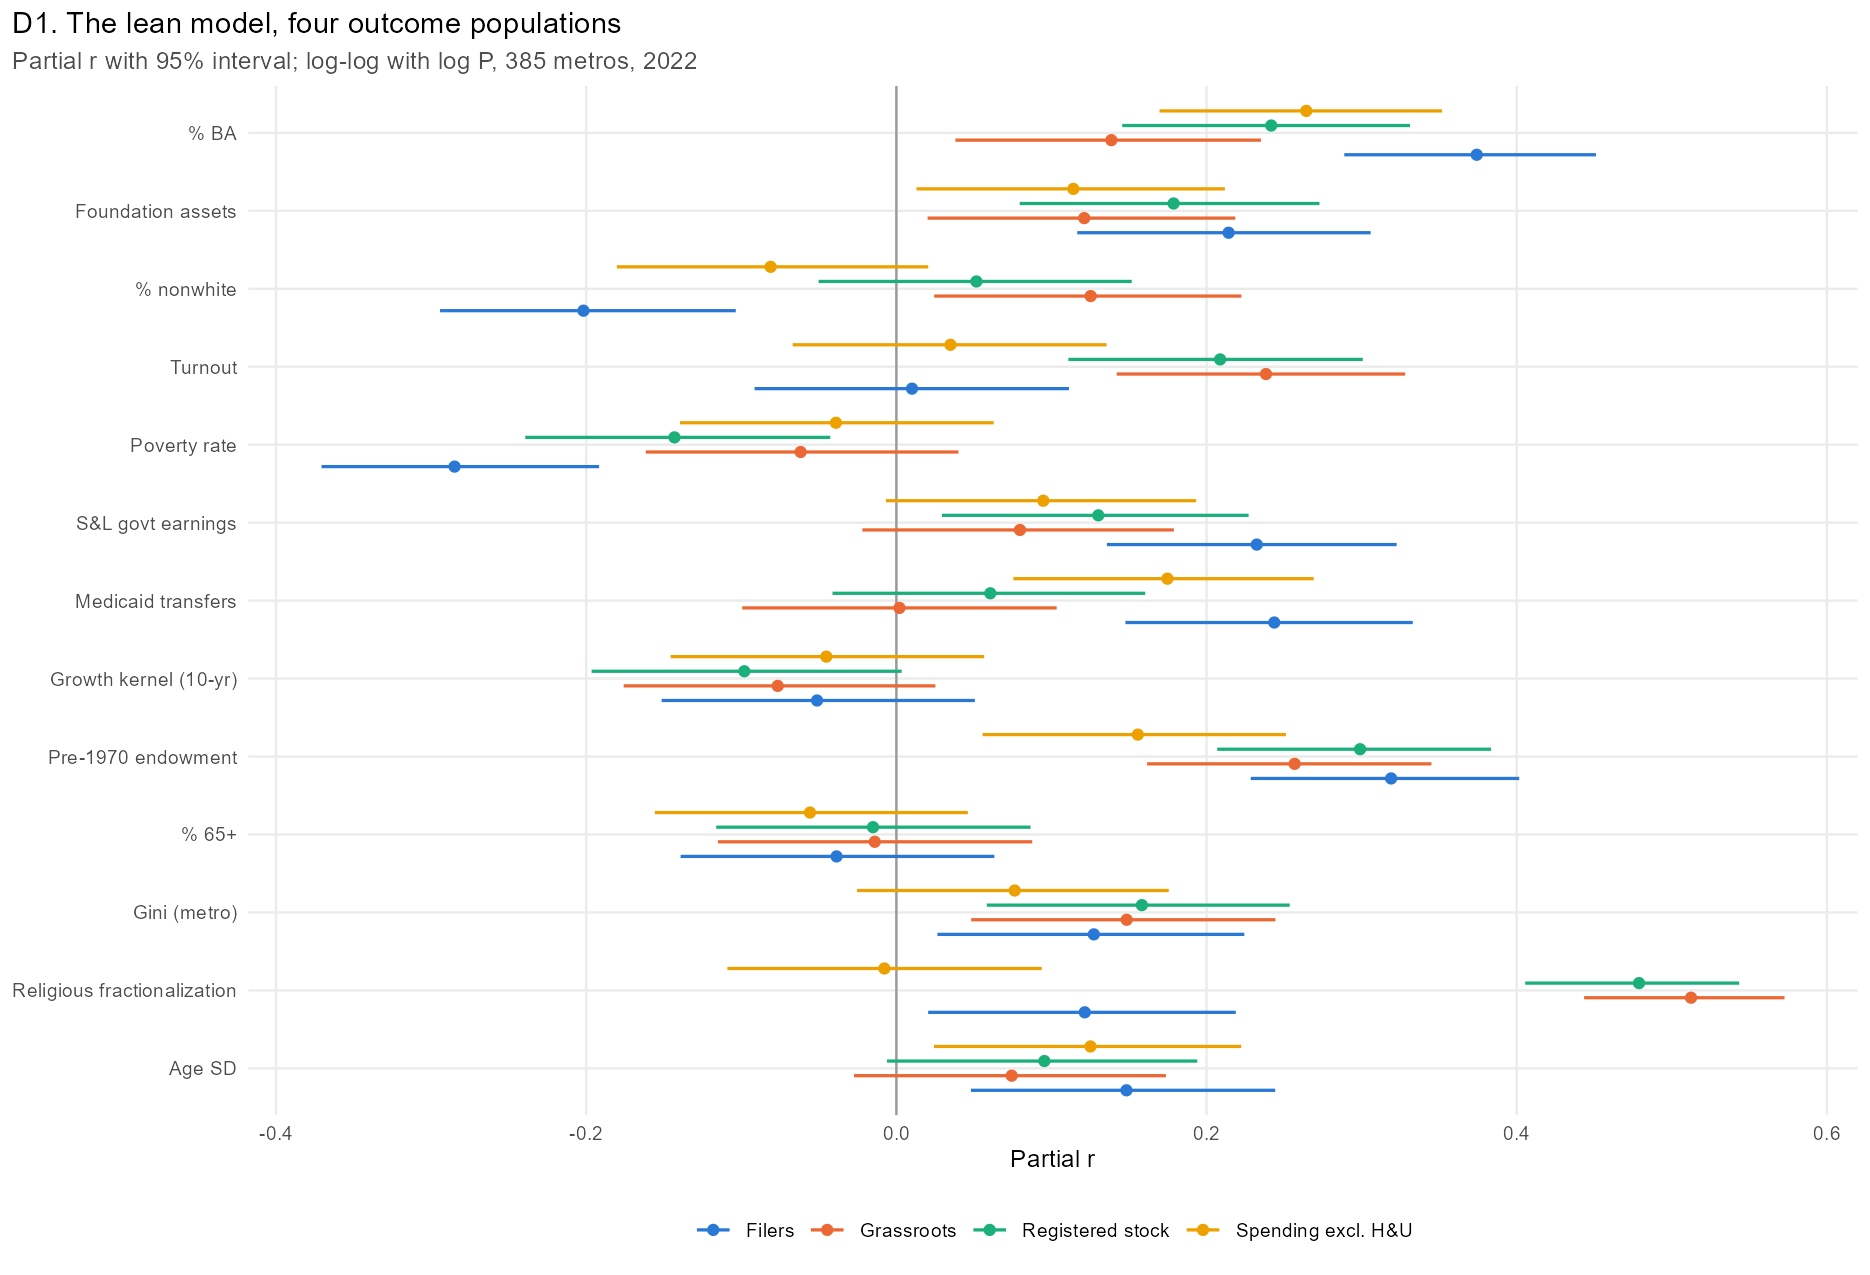 D1. The lean model, four outcome populations
Partial r with 95% interval; log-log with log P, 385 metros, 2022
% BA
Foundation assets
% nonwhite
Turnout
Poverty rate
S&L govt earnings
Medicaid transfers
Growth kernel (10-yr)
Pre-1970 endowment
% 65+
Gini (metro)
Religious fractionalization
Age SD
-0.4 -0.2 0.0 0.2 0.4 0.6
Partial r
Filers Grassroots Registered stock Spending excl. H&U